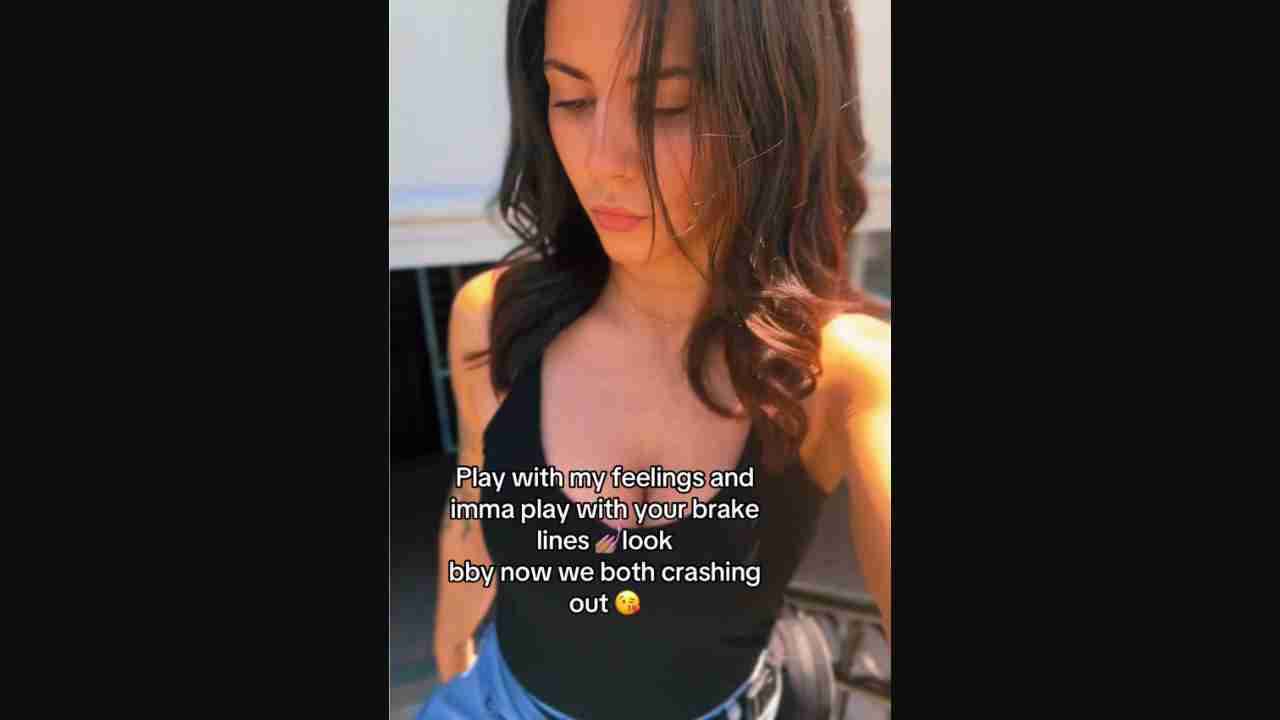 Play with my feelings and
imma play with your brake
lines 💅🏽look
bby now we both crashing
out 😘